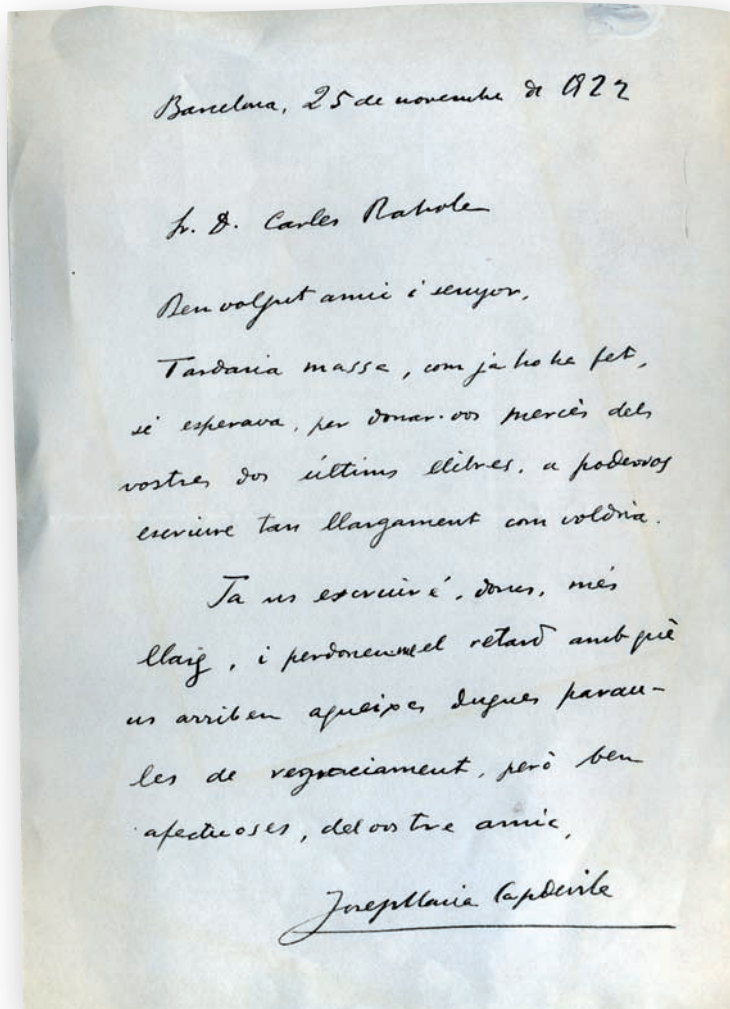 Barcelona, 25 de novembre de 1922
Sr. D. Carles Rahola
Benvolgut amic i senyor,
Tardaria massa, com ja ho he fet,
si esperava, per donar-vos mercès dels
vostres dos últims llibres, a poder-vos
escriure tan llargament com voldria.
Ja us escriuré, doncs, més
llarg, i perdoneu-me el retard amb què
us arriben aqueixes dugues parau-
les de regraciament, però ben
afectuoses, del vostre amic,
Josep Maria Capdevila